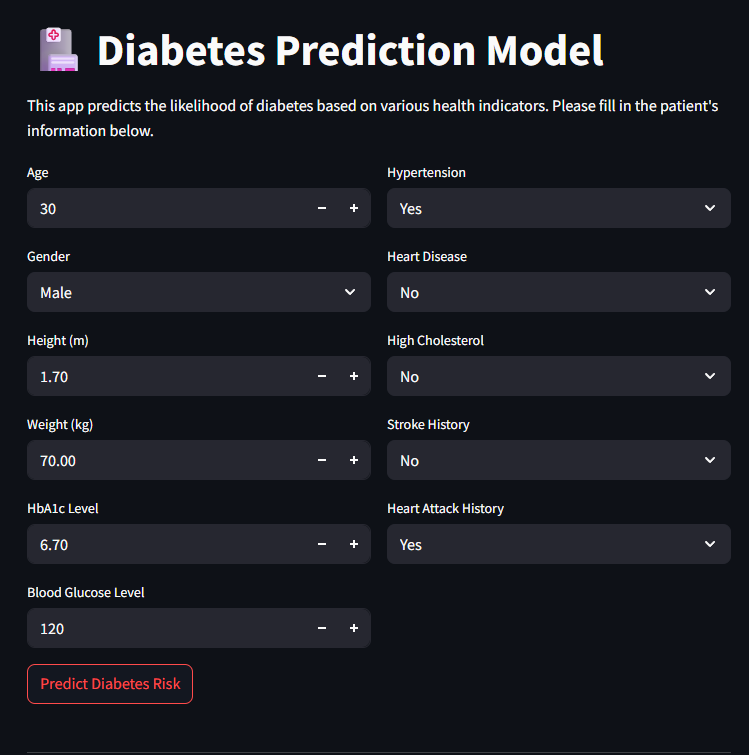 Diabetes Prediction Model
This app predicts the likelihood of diabetes based on various health indicators. Please fill in the patient's
information below.
Age
30
Hypertension
Yes
Gender
Male
Heart Disease
No
Height (m)
1.70
High Cholesterol
No
Weight (kg)
70.00
Stroke History
No
HbA1c Level
6.70
Heart Attack History
Yes
Blood Glucose Level
120
Predict Diabetes Risk